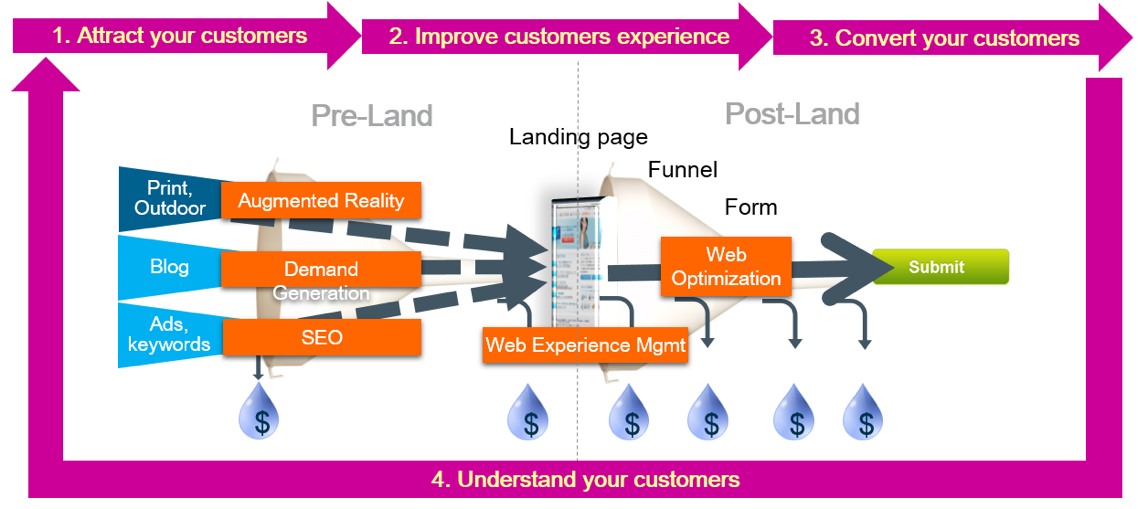 1. Attract your customers
2. Improve customers experience
3. Convert your customers
Pre-Land
Post-Land
Landing page
Funnel
Form
Print,
Outdoor
Augmented Reality
Blog
Demand
Generation
Web
Optimization
Submit
Ads,
keywords
SEO
Web Experience Mgmt
$
$
$
$
$
$
4. Understand your customers